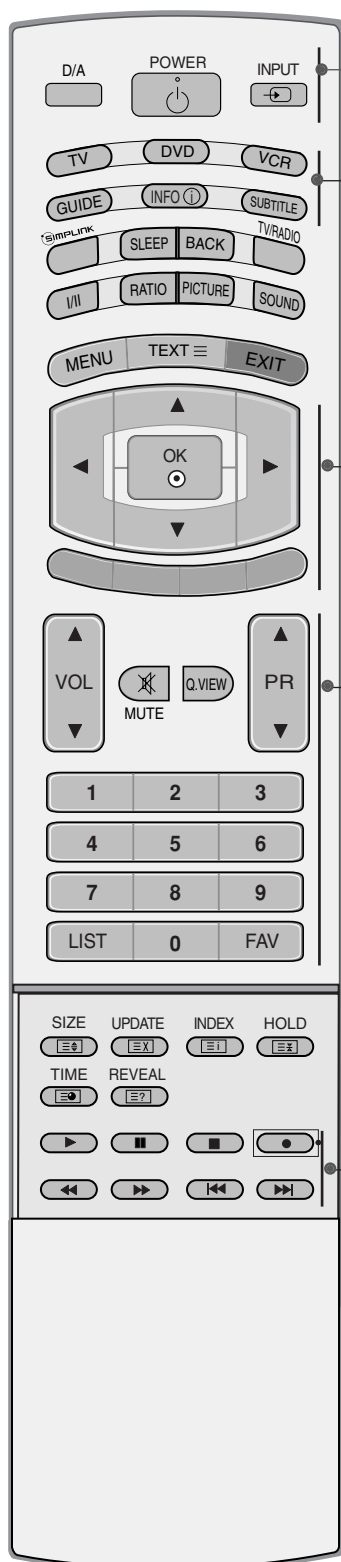 D/A POWER INPUT
TV DVD VCR
GUIDE INFO i SUBTITLE
SIMPLINK SLEEP BACK TV/RADIO
I/II RATIO PICTURE SOUND
MENU TEXT EXIT
OK
VOL MUTE Q.VIEW PR
1 2 3
4 5 6
7 8 9
LIST 0 FAV
SIZE UPDATE INDEX HOLD
X i
TIME REVEAL
?